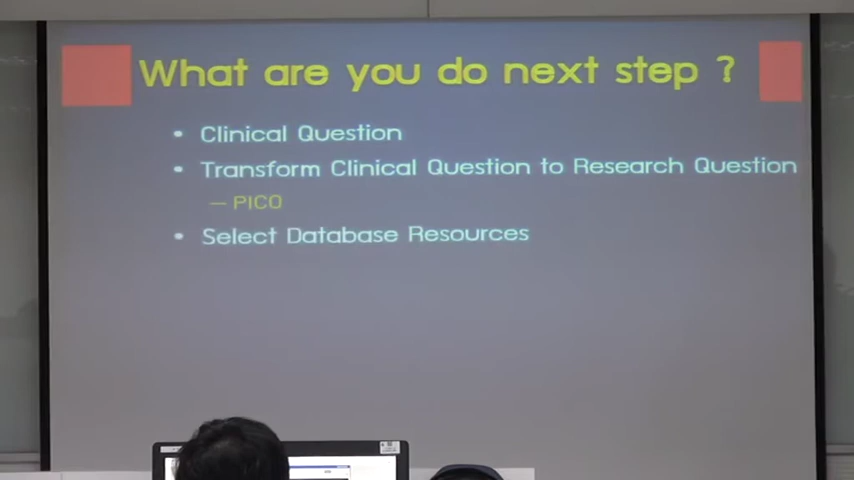 What are you do next step ?
• Clinical Question
• Transform Clinical Question to Research Question
– PICO
• Select Database Resources